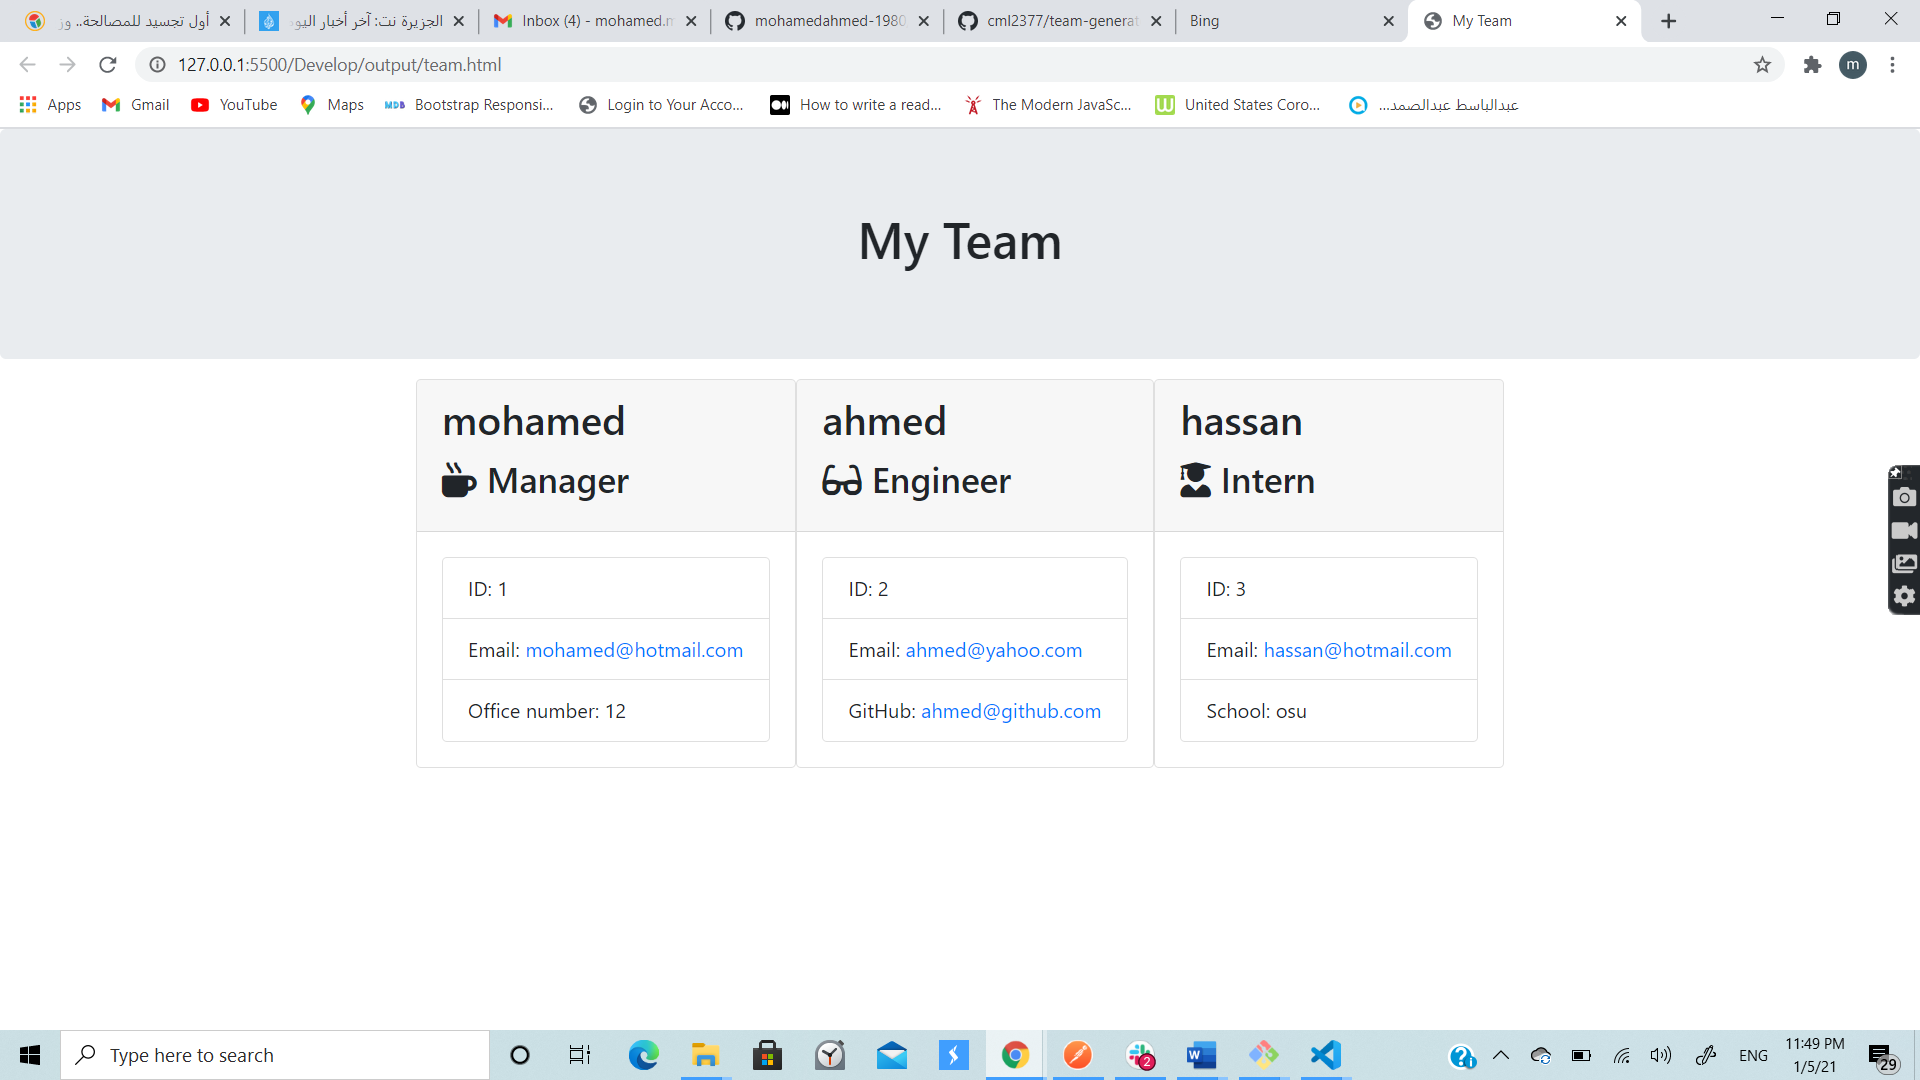 أول تجسيد للمصالحة.. وز
الجزيرة نت: آخر أخبار اليوم
Inbox (4) - mohamed.m
mohamedahmed-1980
cml2377/team-generat
Bing
My Team
127.0.0.1:5500/Develop/output/team.html
m
Apps
Gmail
YouTube
Maps
MDB Bootstrap Responsi...
Login to Your Acco...
How to write a read...
The Modern JavaSc...
United States Coro...
عبدالباسط عبدالصمد...
My Team
mohamed
Manager
ID: 1
Email: mohamed@hotmail.com
Office number: 12
ahmed
Engineer
ID: 2
Email: ahmed@yahoo.com
GitHub: ahmed@github.com
hassan
Intern
ID: 3
Email: hassan@hotmail.com
School: osu
Type here to search
2
ENG
11:49 PM
1/5/21
29